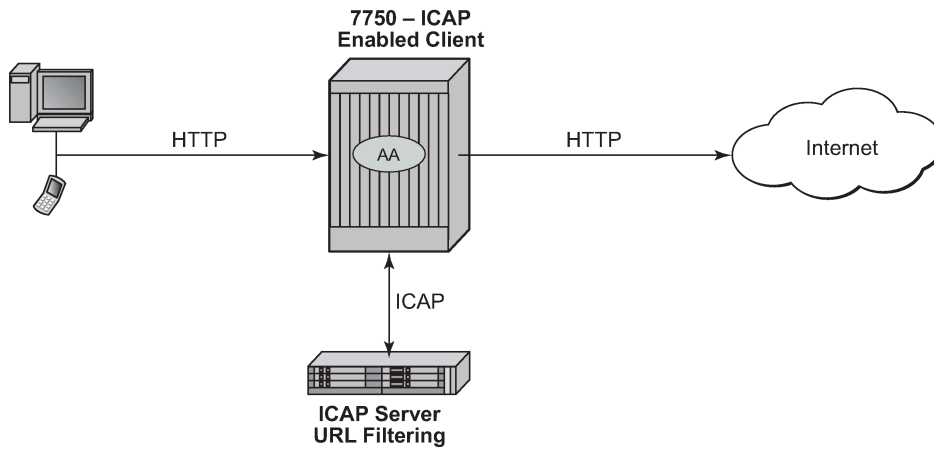 7750 – ICAP
Enabled Client
HTTP
AA
HTTP
Internet
ICAP
ICAP Server
URL Filtering